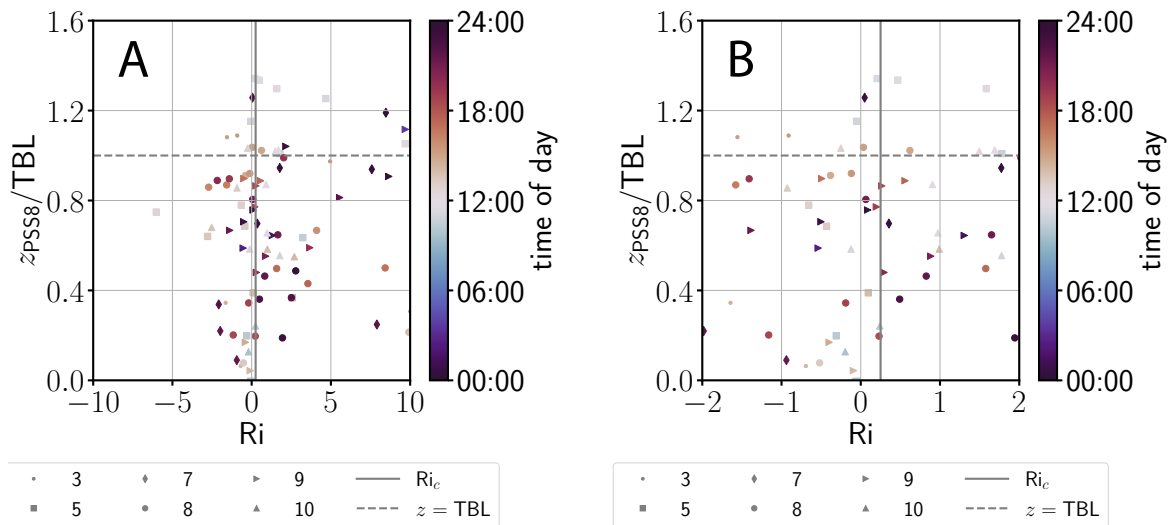 A
B
1.6
1.2
0.8
0.4
0.0
z_PSS8/TBL
−10
−5
0
5
10
Ri
24:00
18:00
12:00
06:00
00:00
time of day
1.6
1.2
0.8
0.4
0.0
z_PSS8/TBL
−2
−1
0
1
2
Ri
24:00
18:00
12:00
06:00
00:00
time of day
3 7 9 Ri_c
5 8 10 z = TBL
3 7 9 Ri_c
5 8 10 z = TBL